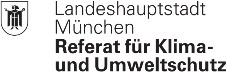 Landeshauptstadt
München
Referat für Klima-
und Umweltschutz